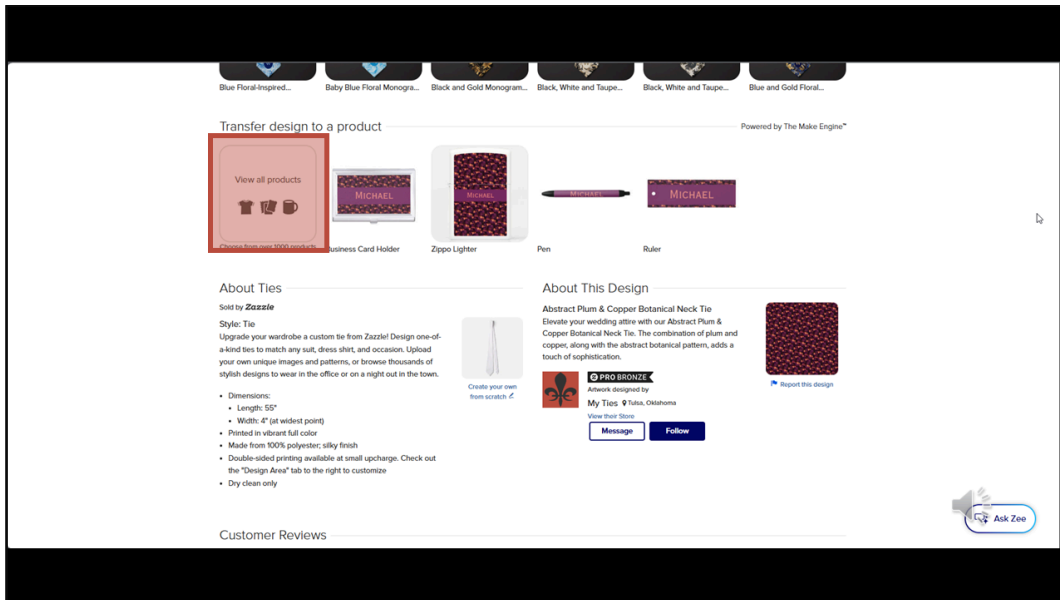 Blue Floral-Inspired...
Baby Blue Floral Monogra...
Black and Gold Monogram...
Black, White and Taupe...
Black, White and Taupe...
Blue and Gold Floral...
Transfer design to a product
Powered by The Make Engine™
View all products
Choose from over 1000 products
MICHAEL
usiness Card Holder
MICHAEL
Zippo Lighter
MICHAEL
Pen
MICHAEL
Ruler
About Ties
Sold by Zazzle
Style: Tie
Upgrade your wardrobe a custom tie from Zazzle! Design one-of-
a-kind ties to match any suit, dress shirt, and occasion. Upload
your own unique images and patterns, or browse thousands of
stylish designs to wear in the office or on a night out in the town.
• Dimensions:
• Length: 55"
• Width: 4" (at widest point)
• Printed in vibrant full color
• Made from 100% polyester; silky finish
• Double-sided printing available at small upcharge. Check out
the "Design Area" tab to the right to customize
• Dry clean only
Create your own
from scratch
About This Design
Abstract Plum & Copper Botanical Neck Tie
Elevate your wedding attire with our Abstract Plum &
Copper Botanical Neck Tie. The combination of plum and
copper, along with the abstract botanical pattern, adds a
touch of sophistication.
PRO BRONZE
Artwork designed by
My Ties Tulsa, Oklahoma
View their Store
Message
Follow
Report this design
Customer Reviews
Ask Zee